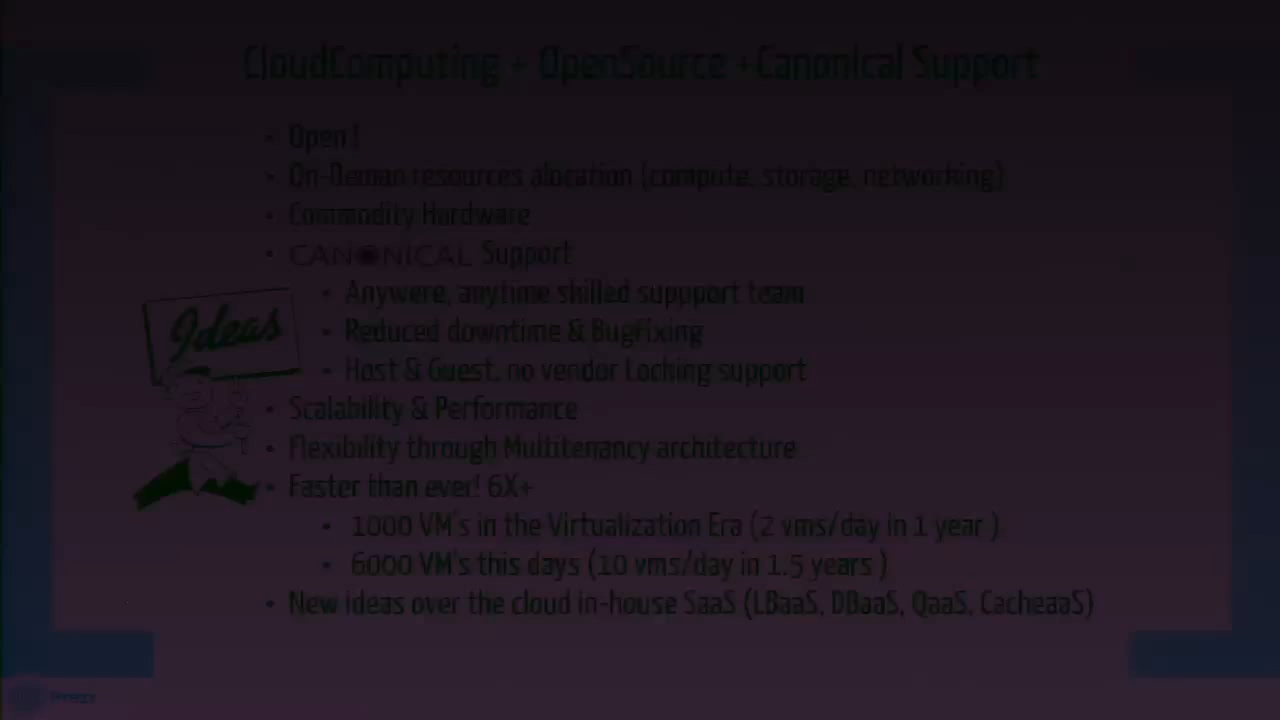 CloudComputing + OpenSource +Canonical Support
• Open!
• On-Deman resources alocation (compute, storage, networking)
• Commodity Hardware
• CANONICAL Support
• Anywere, anytime skilled suppport team
• Reduced downtime & BugFixing
Ideas
• Host & Guest, no vendor Loching support
• Scalability & Performance
• Flexibility through Multitenancy architecture
• Faster than ever! 6X+
• 1000 VM's in the Virtualization Era (2 vms/day in 1 year )
• 6000 VM's this days (10 vms/day in 1.5 years )
• New ideas over the cloud in-house SaaS (LBaaS, DBaaS, QaaS, CacheaaS)
Prezi